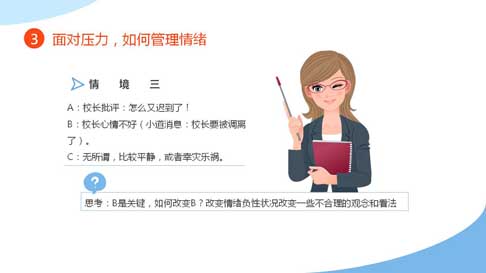 3 面对压力，如何管理情绪
情 境 三
A：校长批评：怎么又迟到了！
B：校长心情不好（小道消息：校长要被调离
了）。
C：无所谓，比较平静，或者幸灾乐祸。
?
思考：B是关键，如何改变B？改变情绪负性状况改变一些不合理的观念和看法